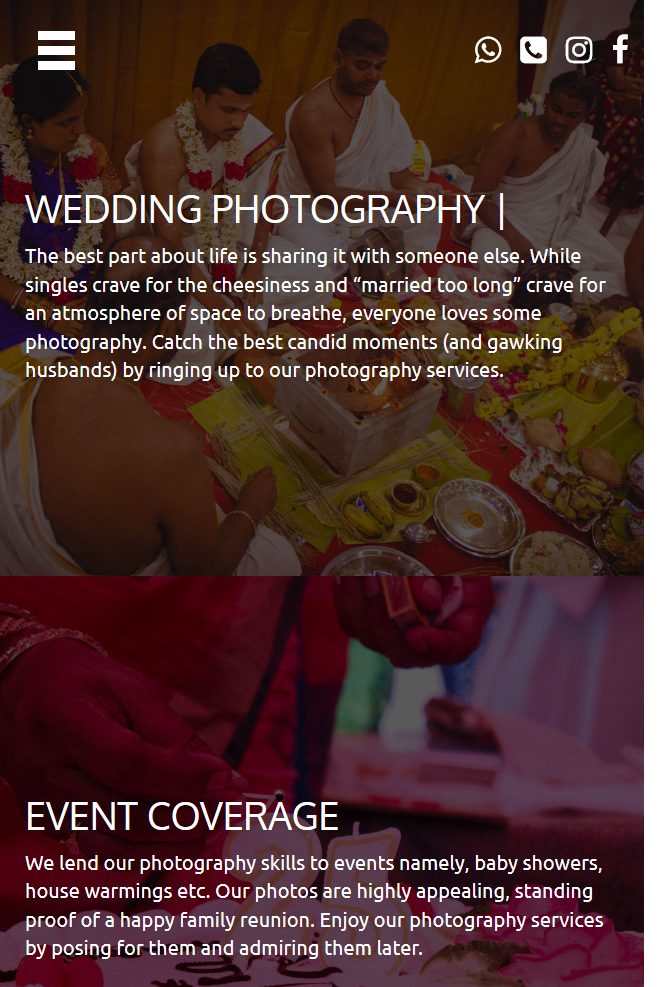 WEDDING PHOTOGRAPHY |
The best part about life is sharing it with someone else. While
singles crave for the cheesiness and “married too long” crave for
an atmosphere of space to breathe, everyone loves some
photography. Catch the best candid moments (and gawking
husbands) by ringing up to our photography services.
EVENT COVERAGE
We lend our photography skills to events namely, baby showers,
house warmings etc. Our photos are highly appealing, standing
proof of a happy family reunion. Enjoy our photography services
by posing for them and admiring them later.